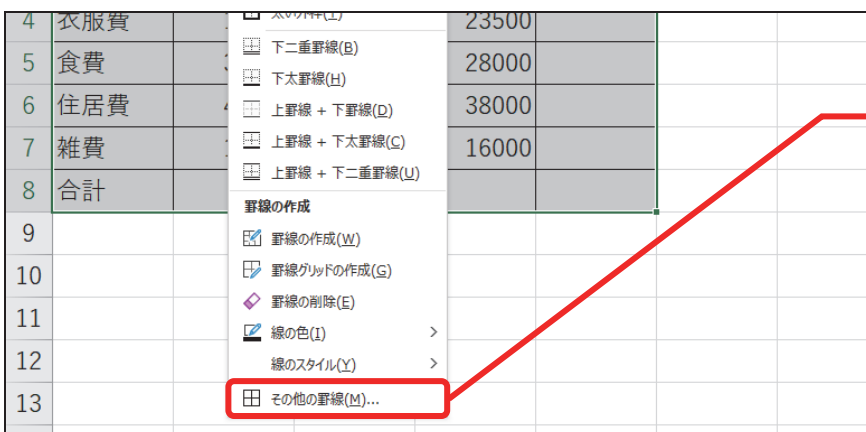 4 衣服費 23500
下二重罫線(B)
5 食費 28000
下太罫線(H)
6 住居費 上罫線 + 下罫線(D) 38000
7 雑費 上罫線 + 下太罫線(C) 16000
上罫線 + 下二重罫線(U)
8 合計
罫線の作成
9 罫線の作成(W)
10 罫線グリッドの作成(G)
罫線の削除(E)
11 線の色(I)
12 線のスタイル(Y)
13 その他の罫線(M)...